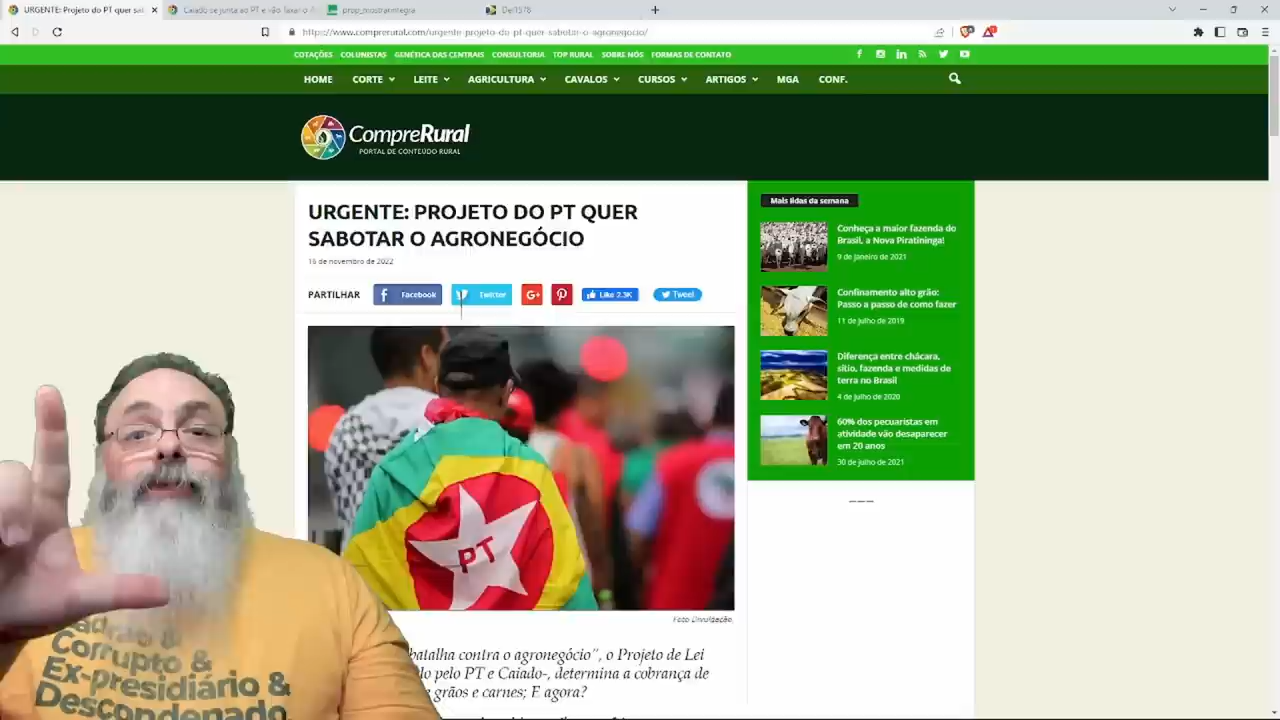 URGENTE: Projeto do PT quer sab
Caiado se junta ao PT e vão taxar o A
prop_mostrarintegra
Del1578
https://www.comprerural.com/urgente-projeto-do-pt-quer-sabotar-o-agronegocio/
COTAÇÕES COLUNISTAS GENÉTICA DAS CENTRAIS CONSULTORIA TOP RURAL SOBRE NÓS FORMAS DE CONTATO
HOME CORTE LEITE AGRICULTURA CAVALOS CURSOS ARTIGOS MGA CONF.
CompreRural
PORTAL DE CONTEÚDO RURAL
URGENTE: PROJETO DO PT QUER
SABOTAR O AGRONEGÓCIO
16 de novembro de 2022
PARTILHAR Facebook Twitter G+ Like 2.3K Tweet
PT
Foto Divulgação.
batalha contra o agronegócio”, o Projeto de Lei
do pelo PT e Caiado-, determina a cobrança de
e grãos e carnes; E agora?
Mais lidas da semana
Conheça a maior fazenda do
Brasil, a Nova Piratininga!
9 de janeiro de 2021
Confinamento alto grão:
Passo a passo de como fazer
11 de julho de 2019
Diferença entre chácara,
sítio, fazenda e medidas de
terra no Brasil
4 de julho de 2020
60% dos pecuaristas em
atividade vão desaparecer
em 20 anos
30 de julho de 2021
Corrupto &
Ex-presidiário &
Descondenado